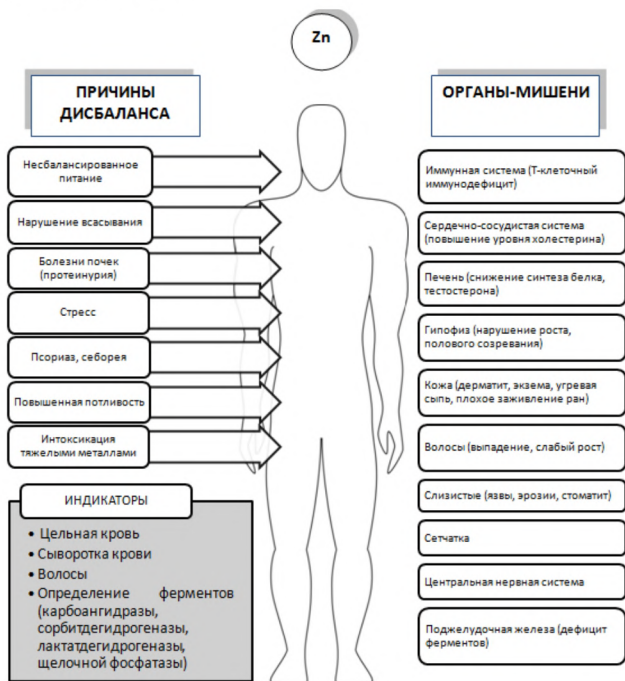 Zn
ПРИЧИНЫ
ДИСБАЛАНСА
Несбалансированное
питание
Нарушение всасывания
Болезни почек
(протеинурия)
Стресс
Псориаз, себорея
Повышенная потливость
Интоксикация
тяжелыми металлами
ИНДИКАТОРЫ
• Цельная кровь
• Сыворотка крови
• Волосы
• Определение ферментов
(карбоангидразы,
сорбитдегидрогеназы,
лактатдегидрогеназы,
щелочной фосфатазы)
ОРГАНЫ-МИШЕНИ
Иммунная система (Т-клеточный
иммунодефицит)
Сердечно-сосудистая система
(повышение уровня холестерина)
Печень (снижение синтеза белка,
тестостерона)
Гипофиз (нарушение роста,
полового созревания)
Кожа (дерматит, экзема, угревая
сыпь, плохое заживление ран)
Волосы (выпадение, слабый рост)
Слизистые (язвы, эрозии, стоматит)
Сетчатка
Центральная нервная система
Поджелудочная железа (дефицит
ферментов)